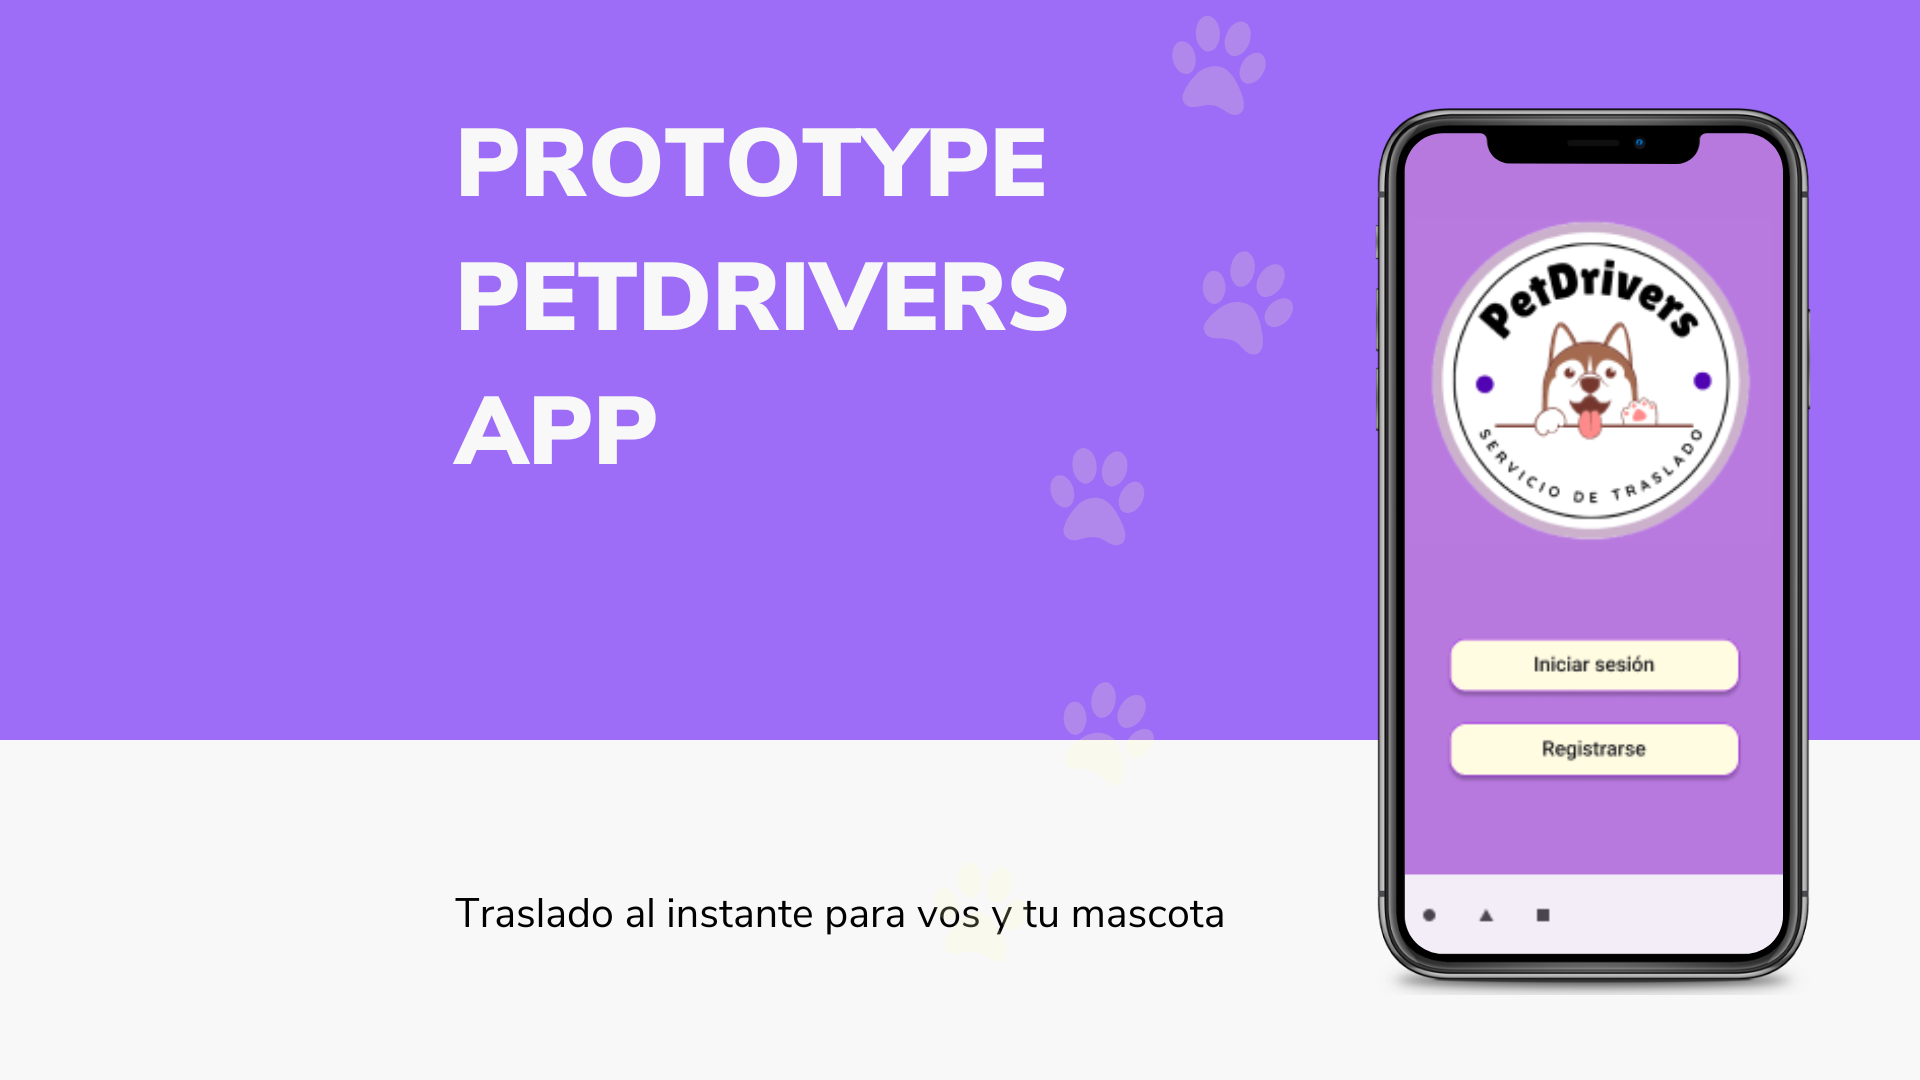 PROTOTYPE
PETDRIVERS
APP
Traslado al instante para vos y tu mascota
PetDrivers
SERVICIO DE TRASLADO
Iniciar sesión
Registrarse